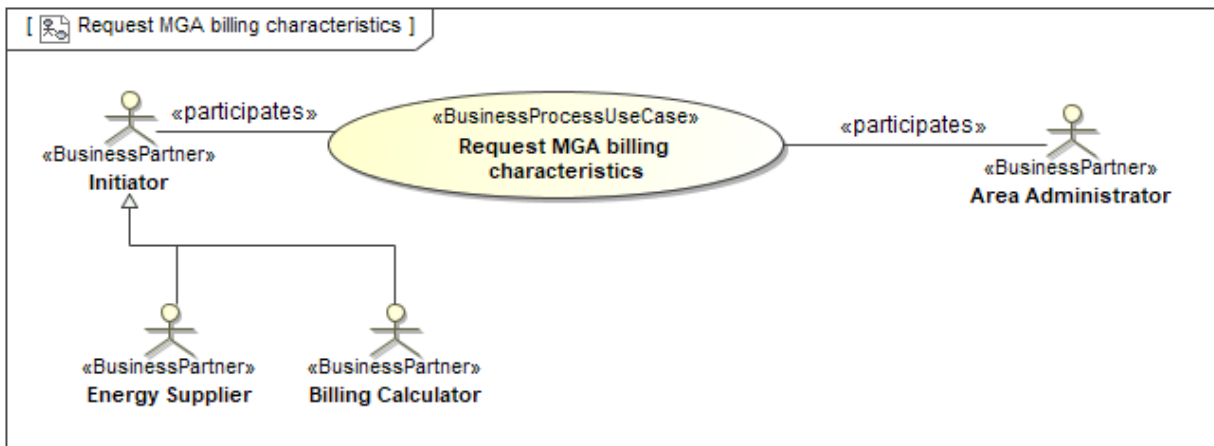 [ Request MGA billing characteristics ]
«participates»
«BusinessPartner»
Initiator
«BusinessProcessUseCase»
Request MGA billing
characteristics
«participates»
«BusinessPartner»
Area Administrator
«BusinessPartner»
Energy Supplier
«BusinessPartner»
Billing Calculator